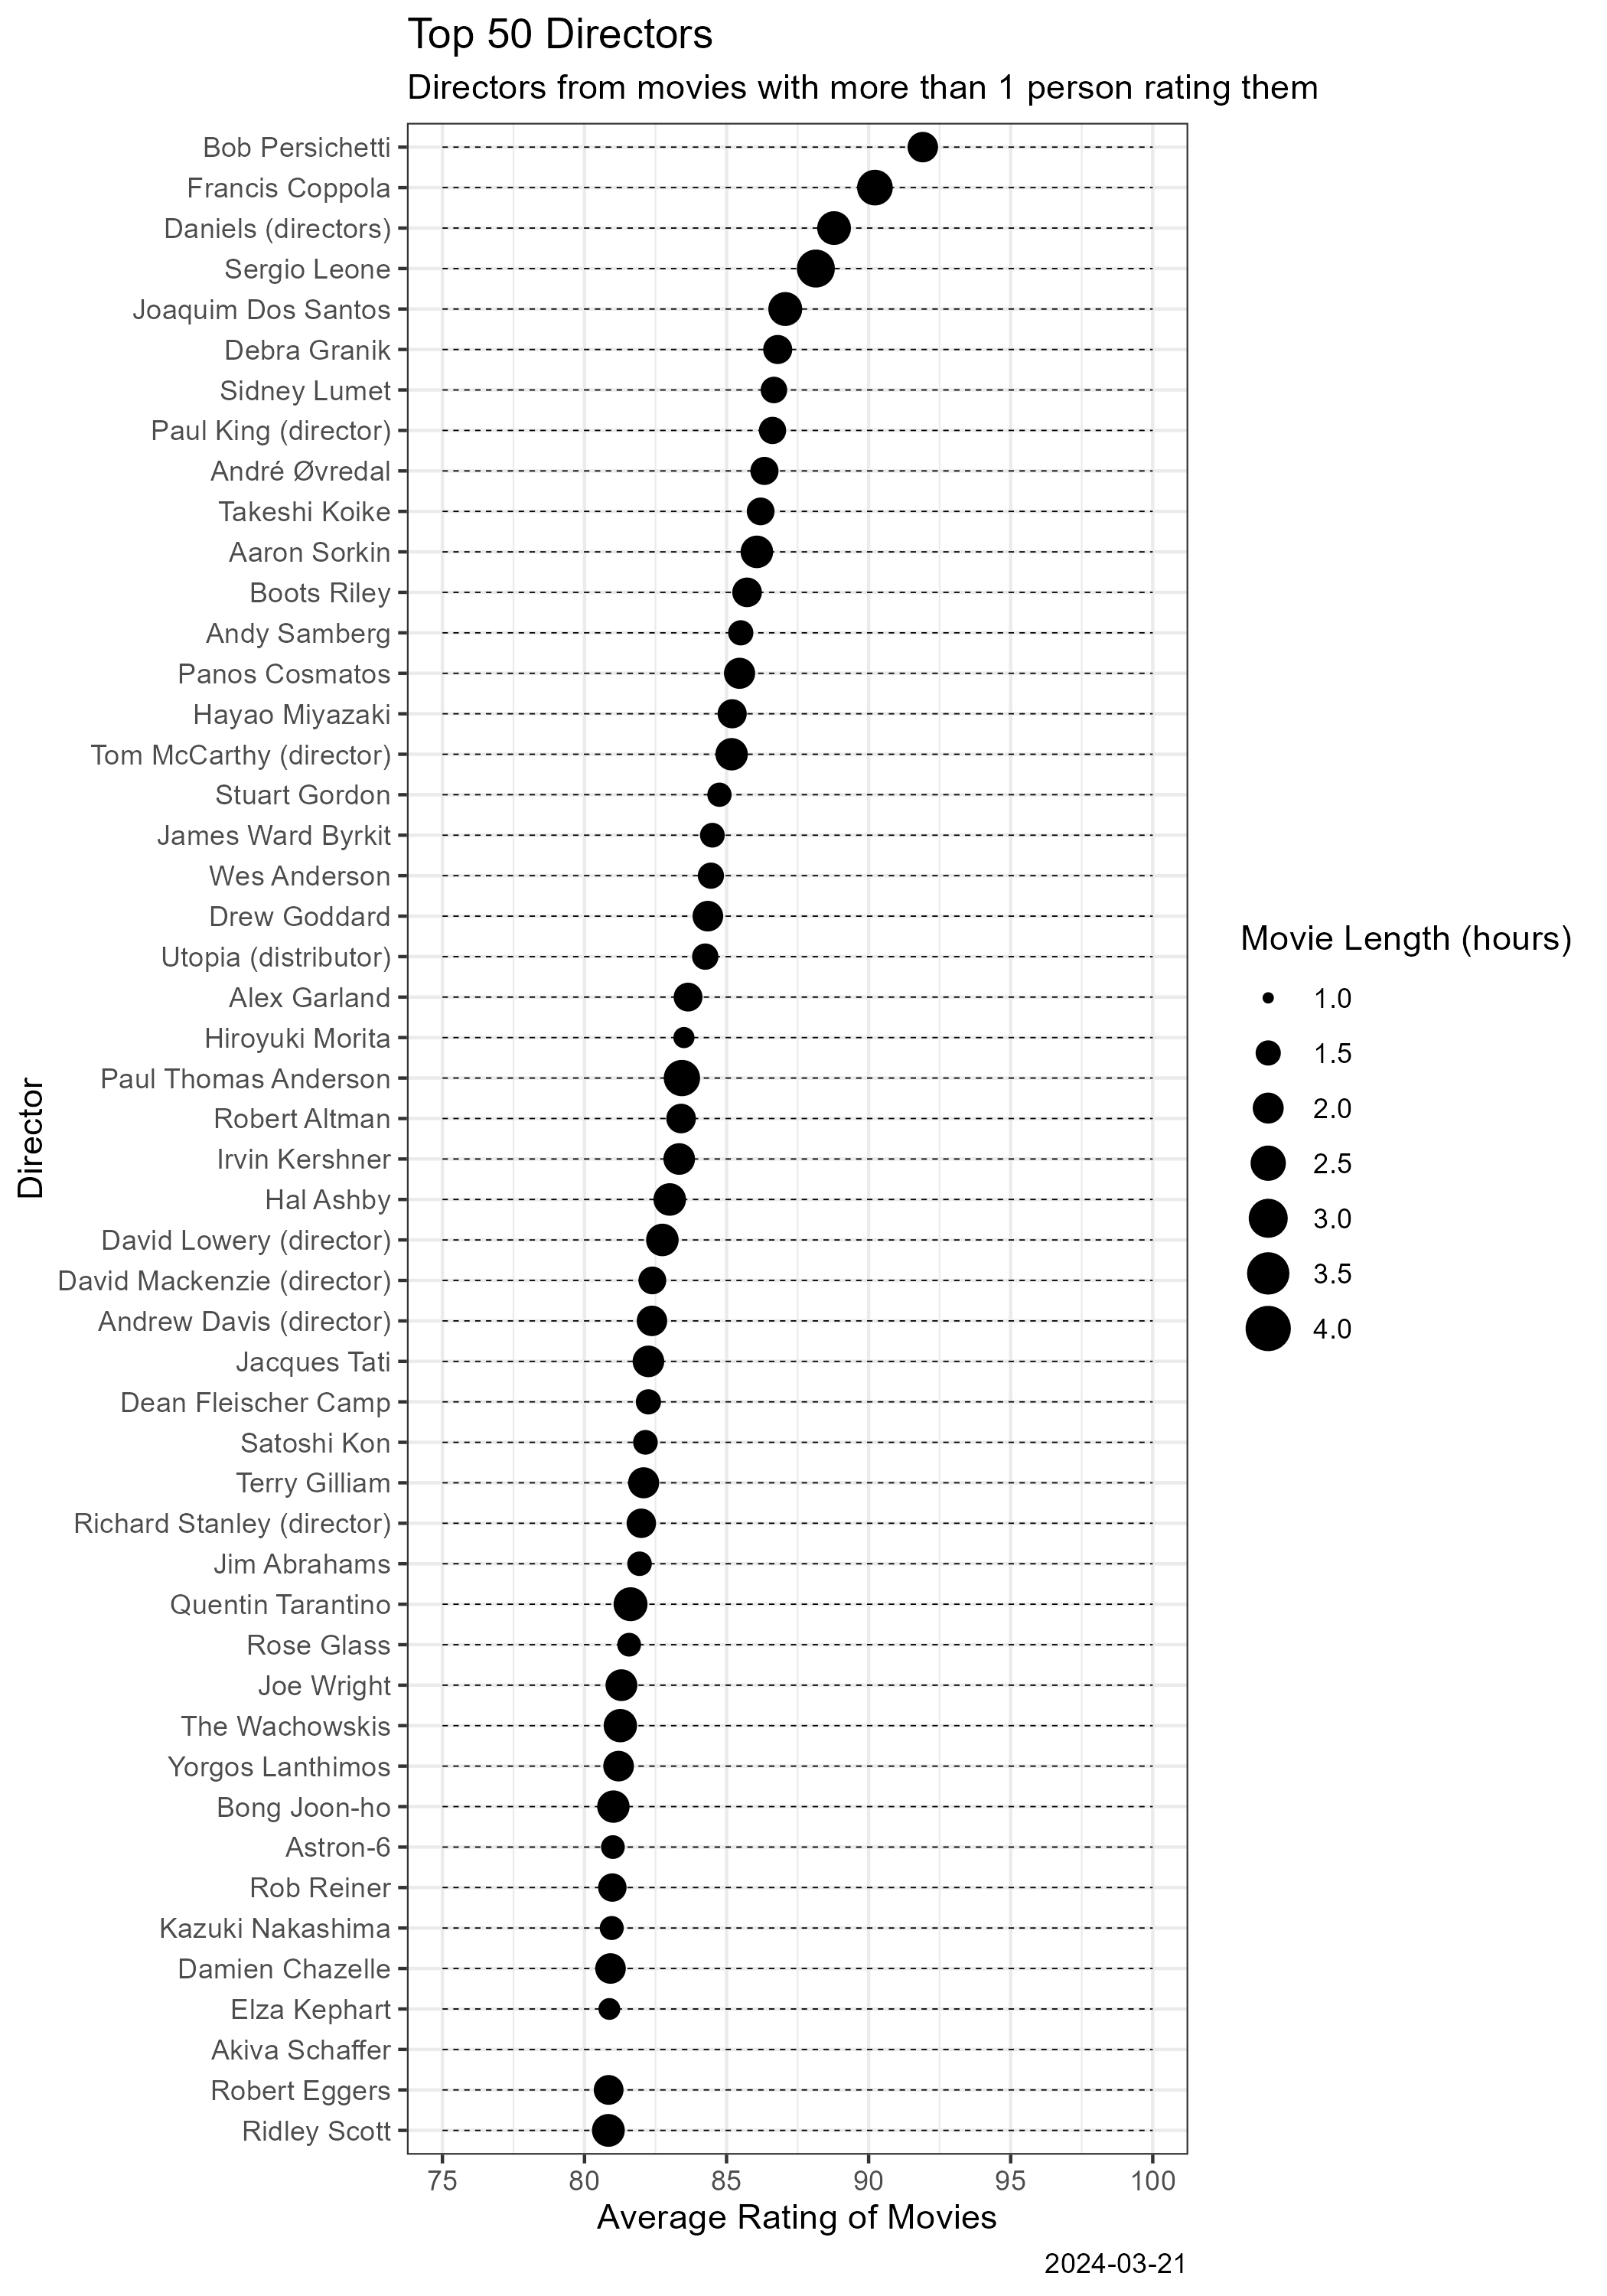 Top 50 Directors
Directors from movies with more than 1 person rating them
Bob Persichetti
Francis Coppola
Daniels (directors)
Sergio Leone
Joaquim Dos Santos
Debra Granik
Sidney Lumet
Paul King (director)
André Øvredal
Takeshi Koike
Aaron Sorkin
Boots Riley
Andy Samberg
Panos Cosmatos
Hayao Miyazaki
Tom McCarthy (director)
Stuart Gordon
James Ward Byrkit
Wes Anderson
Drew Goddard
Utopia (distributor)
Alex Garland
Hiroyuki Morita
Paul Thomas Anderson
Robert Altman
Irvin Kershner
Hal Ashby
David Lowery (director)
David Mackenzie (director)
Andrew Davis (director)
Jacques Tati
Dean Fleischer Camp
Satoshi Kon
Terry Gilliam
Richard Stanley (director)
Jim Abrahams
Quentin Tarantino
Rose Glass
Joe Wright
The Wachowskis
Yorgos Lanthimos
Bong Joon-ho
Astron-6
Rob Reiner
Kazuki Nakashima
Damien Chazelle
Elza Kephart
Akiva Schaffer
Robert Eggers
Ridley Scott
Director
75 80 85 90 95 100
Average Rating of Movies
2024-03-21
Movie Length (hours)
1.0
1.5
2.0
2.5
3.0
3.5
4.0